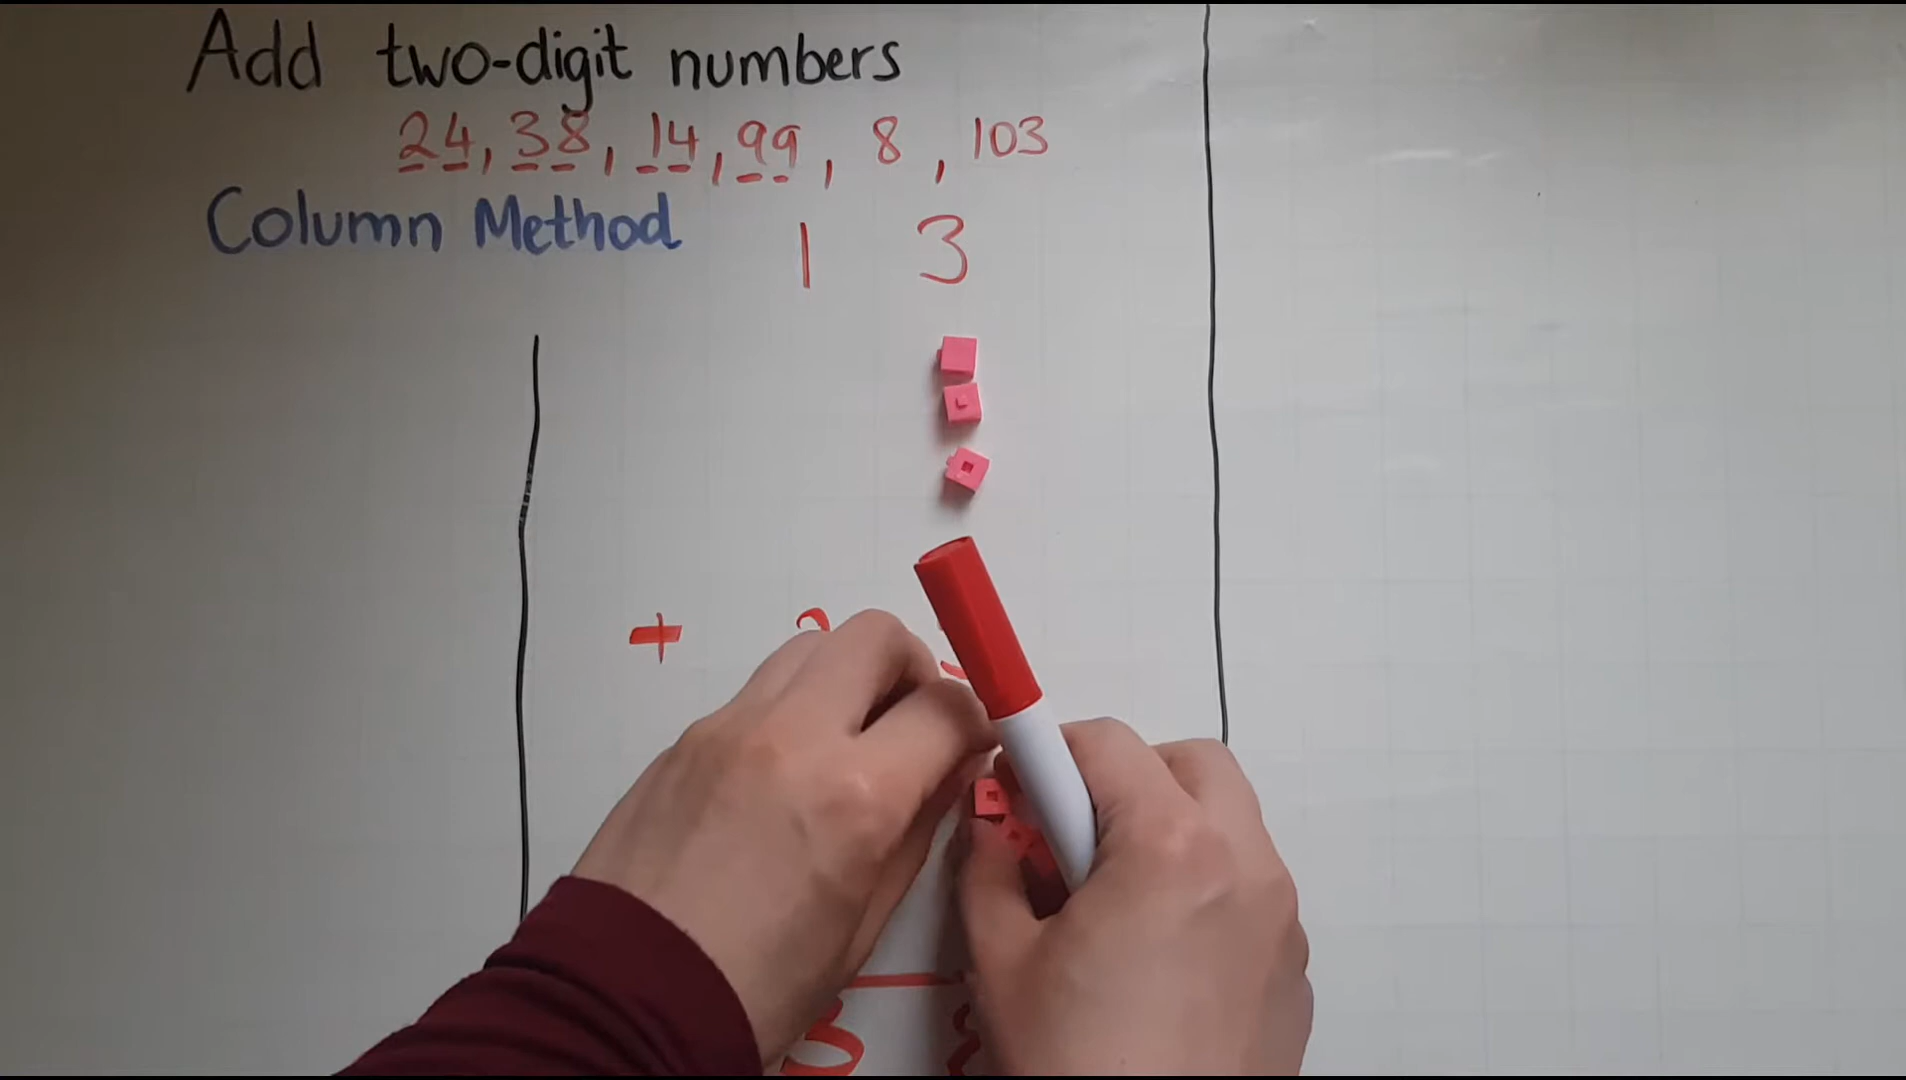 Add two-digit numbers
24, 38, 14, 99, 8, 103
Column Method
1 3
+